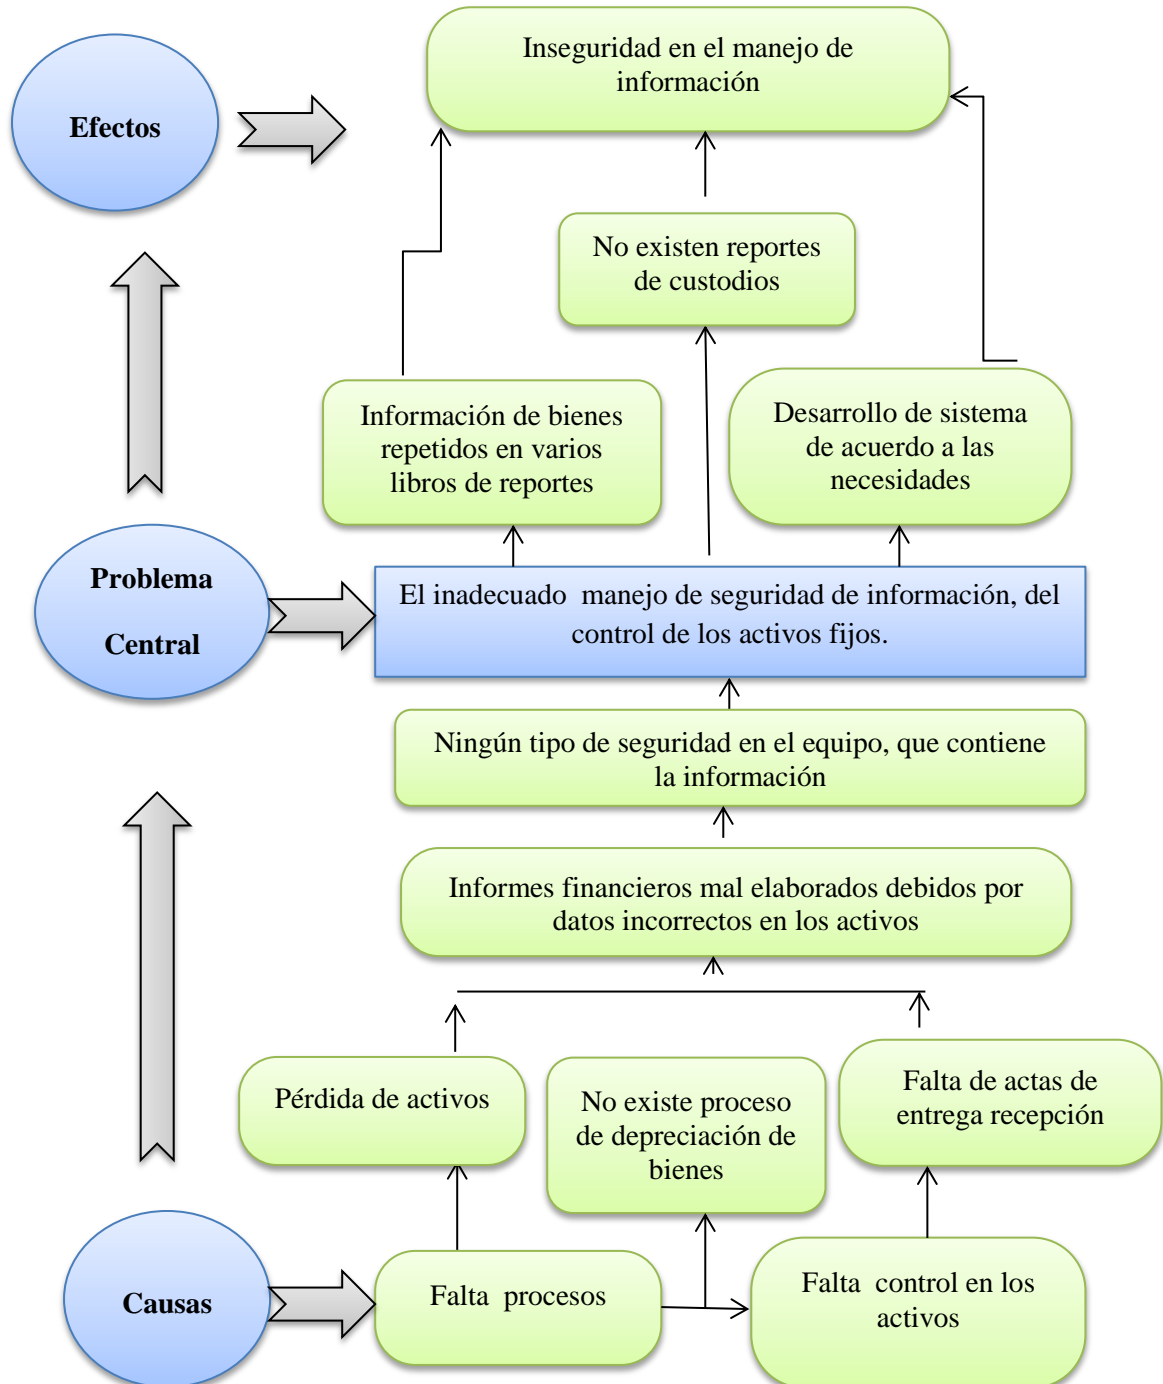 Inseguridad en el manejo de
información
Efectos
No existen reportes
de custodios
Información de bienes
repetidos en varios
libros de reportes
Desarrollo de sistema
de acuerdo a las
necesidades
Problema
Central
El inadecuado  manejo de seguridad de información, del
control de los activos fijos.
Ningún tipo de seguridad en el equipo, que contiene
la información
Informes financieros mal elaborados debidos por
datos incorrectos en los activos
Pérdida de activos
No existe proceso
de depreciación de
bienes
Falta de actas de
entrega recepción
Causas
Falta  procesos
Falta  control en los
activos